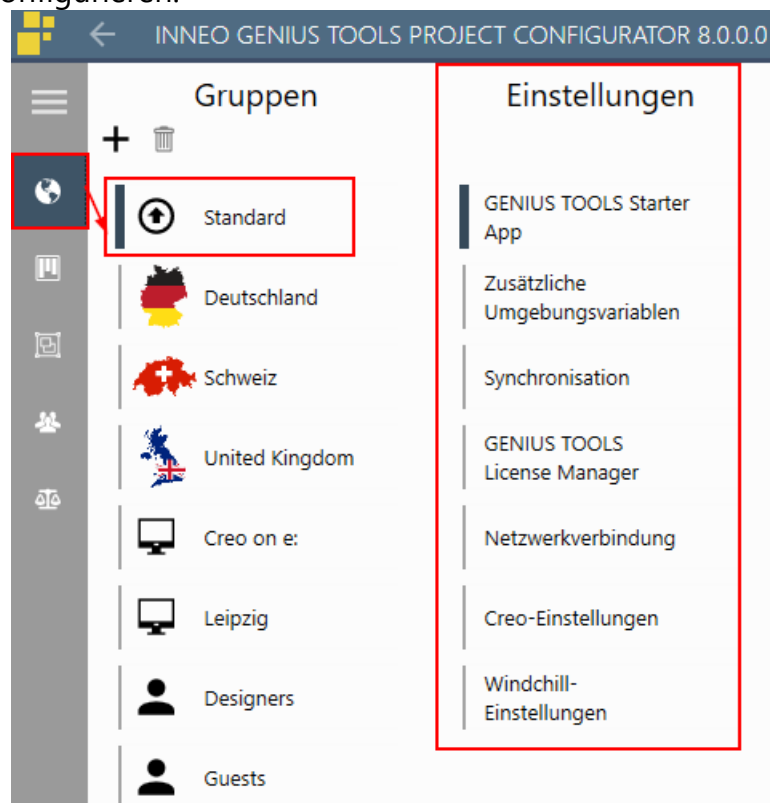 onfigurieren.
INNEO GENIUS TOOLS PROJECT CONFIGURATOR 8.0.0.0
Gruppen
Standard
Deutschland
Schweiz
United Kingdom
Creo on e:
Leipzig
Designers
Guests
Einstellungen
GENIUS TOOLS Starter
App
Zusätzliche
Umgebungsvariablen
Synchronisation
GENIUS TOOLS
License Manager
Netzwerkverbindung
Creo-Einstellungen
Windchill-
Einstellungen